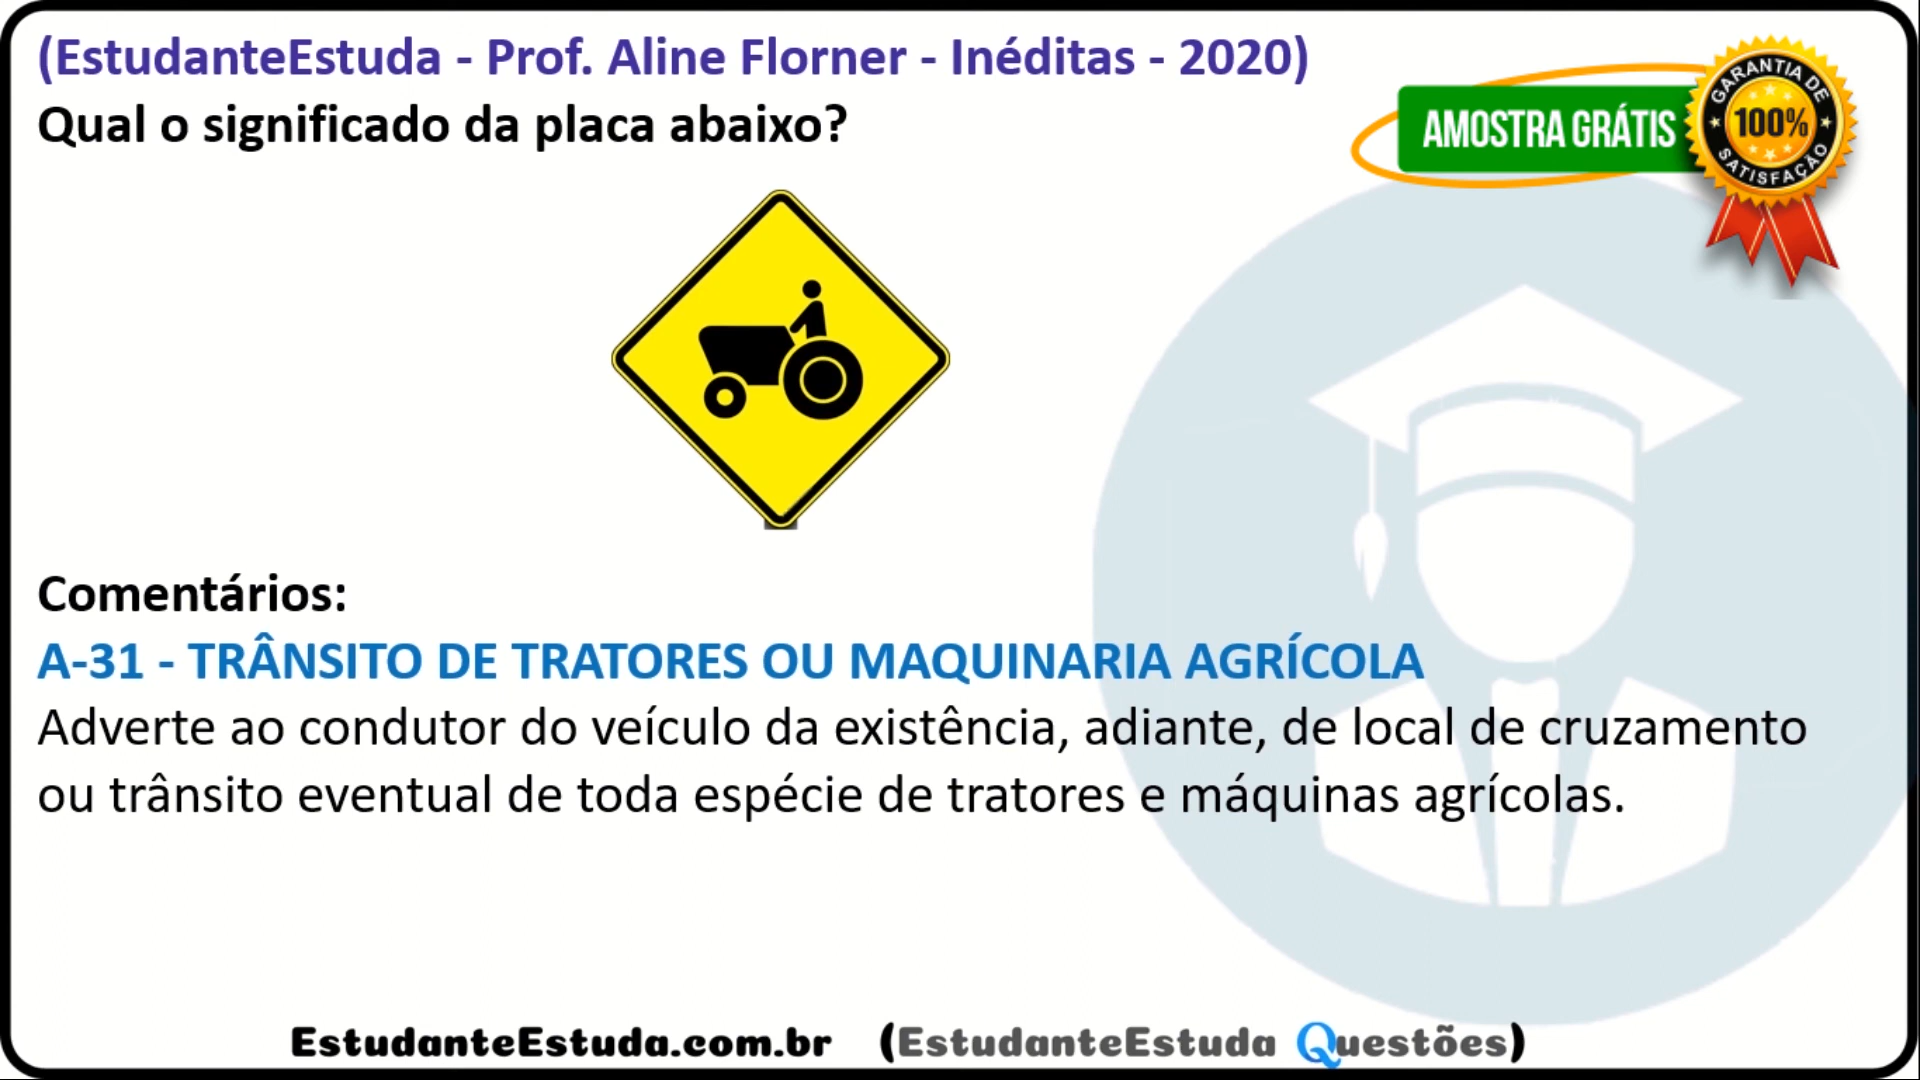 (EstudanteEstuda - Prof. Aline Florner - Inéditas - 2020)
Qual o significado da placa abaixo?
AMOSTRA GRÁTIS
GARANTIA DE
100%
SATISFAÇÃO
Comentários:
A-31 - TRÂNSITO DE TRATORES OU MAQUINARIA AGRÍCOLA
Adverte ao condutor do veículo da existência, adiante, de local de cruzamento
ou trânsito eventual de toda espécie de tratores e máquinas agrícolas.
EstudanteEstuda.com.br (EstudanteEstuda Questões)